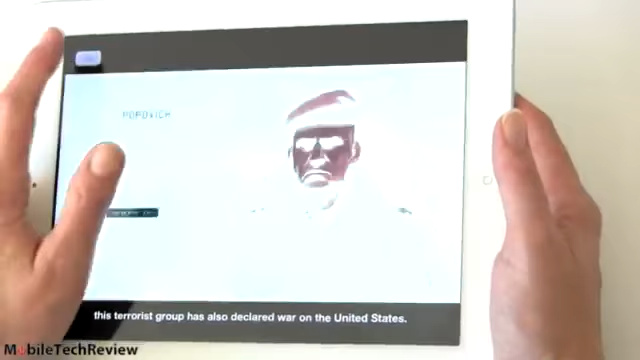 POPOVICH
this terrorist group has also declared war on the United States.
MobileTechReview